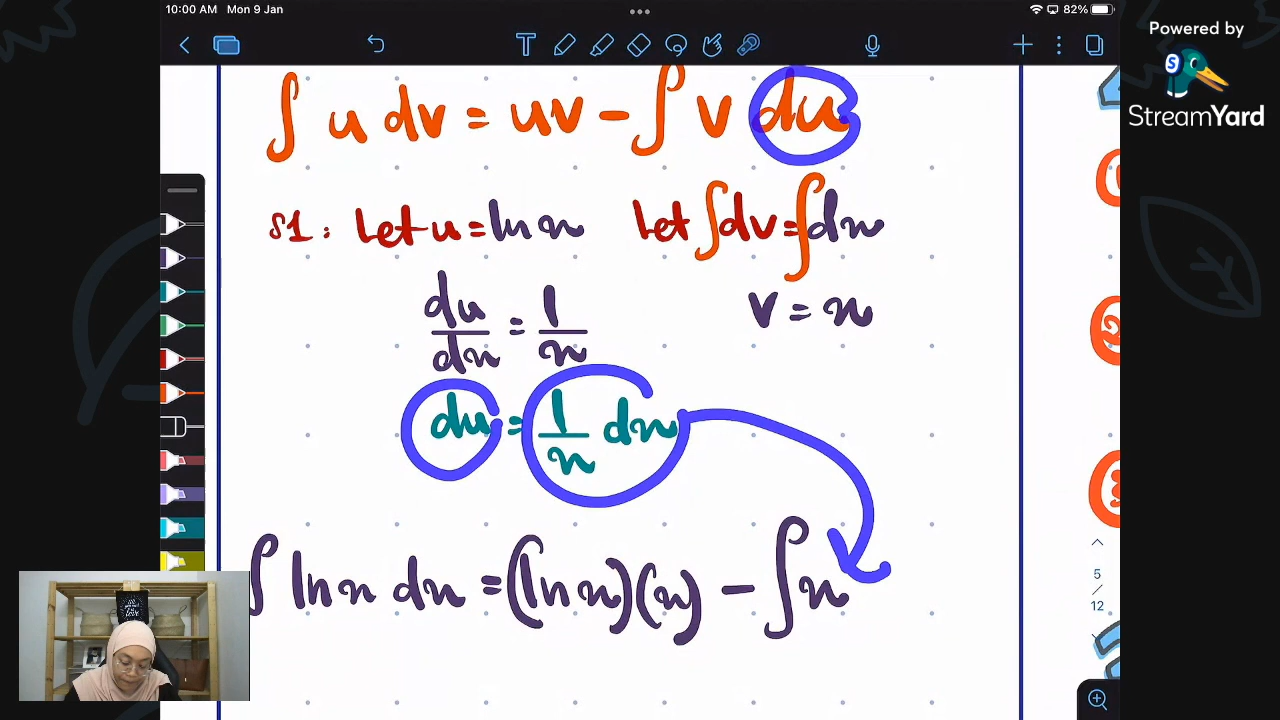 10:00 AM Mon 9 Jan
82%
Powered by
StreamYard
∫ u dv = uv - ∫ v du
S1: Let u = ln x Let ∫ dv = ∫ dx
du/dx = 1/x v = x
du = 1/x dx
∫ ln x dx = (ln x)(x) - ∫ x
5
/
12